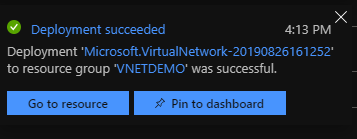 Deployment succeeded 4:13 PM
Deployment 'Microsoft.VirtualNetwork-20190826161252'
to resource group 'VNETDEMO' was successful.
Go to resource Pin to dashboard